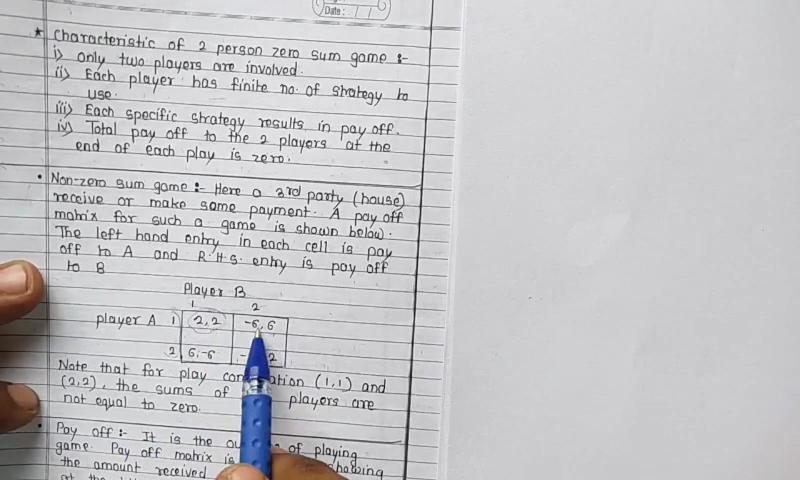 Date: / /
* Characteristic of 2 person zero sum game :-
i) only two players are involved.
ii) Each player has finite no. of strategy to
use.
iii) Each specific strategy results in pay off.
iv) Total pay off to the 2 players at the
end of each play is zero.
• Non-zero sum game :- Here a 3rd party (house)
receive or make some payment. A pay off
matrix for such a game is shown below.
The left hand entry in each cell is pay
off to A and R.H.S. entry is pay off
to B
Player B
1 2
player A 1 2,2 -6,6
2 6,-6 - 2
Note that for play (1,1) and
(2,2), the sums of players are
not equal to zero.
• Pay off :- It is the of playing
game. Pay off matrix is showing
the amount received